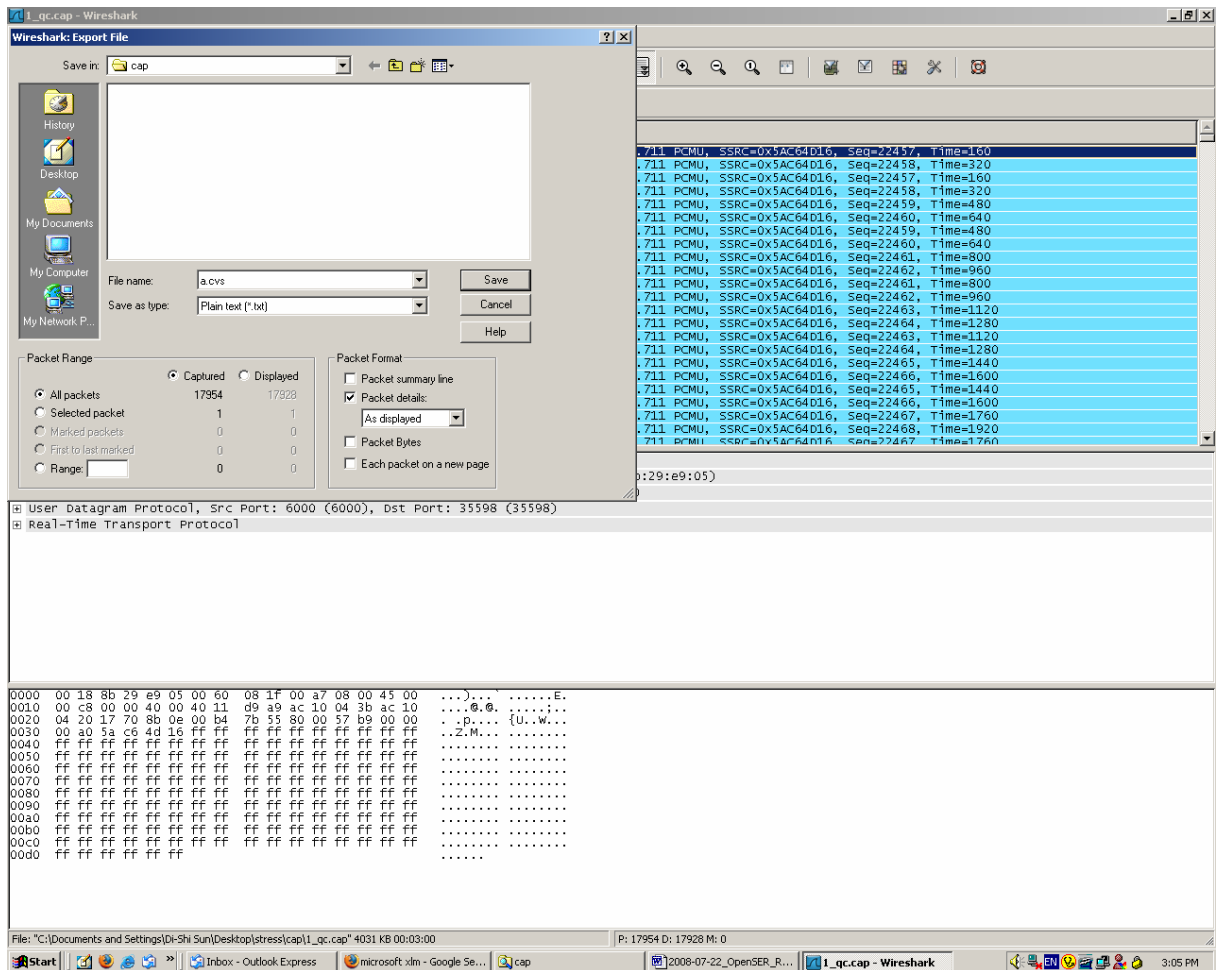 1_qc.cap - Wireshark
Wireshark: Export File
Save in: cap
History
Desktop
My Documents
My Computer
My Network P...
File name: a.cvs Save
Save as type: Plain text (*.txt) Cancel
Help
Packet Range
Captured Displayed
All packets 17954 17928
Selected packet 1 1
Marked packets 0 0
First to last marked 0 0
Range: 0 0
Packet Format
Packet summary line
Packet details:
As displayed
Packet Bytes
Each packet on a new page
.711 PCMU, SSRC=0x5AC64D16, Seq=22457, Time=160
.711 PCMU, SSRC=0x5AC64D16, Seq=22458, Time=320
.711 PCMU, SSRC=0x5AC64D16, Seq=22457, Time=160
.711 PCMU, SSRC=0x5AC64D16, Seq=22458, Time=320
.711 PCMU, SSRC=0x5AC64D16, Seq=22459, Time=480
.711 PCMU, SSRC=0x5AC64D16, Seq=22460, Time=640
.711 PCMU, SSRC=0x5AC64D16, Seq=22459, Time=480
.711 PCMU, SSRC=0x5AC64D16, Seq=22460, Time=640
.711 PCMU, SSRC=0x5AC64D16, Seq=22461, Time=800
.711 PCMU, SSRC=0x5AC64D16, Seq=22462, Time=960
.711 PCMU, SSRC=0x5AC64D16, Seq=22461, Time=800
.711 PCMU, SSRC=0x5AC64D16, Seq=22462, Time=960
.711 PCMU, SSRC=0x5AC64D16, Seq=22463, Time=1120
.711 PCMU, SSRC=0x5AC64D16, Seq=22464, Time=1280
.711 PCMU, SSRC=0x5AC64D16, Seq=22463, Time=1120
.711 PCMU, SSRC=0x5AC64D16, Seq=22464, Time=1280
.711 PCMU, SSRC=0x5AC64D16, Seq=22465, Time=1440
.711 PCMU, SSRC=0x5AC64D16, Seq=22466, Time=1600
.711 PCMU, SSRC=0x5AC64D16, Seq=22465, Time=1440
.711 PCMU, SSRC=0x5AC64D16, Seq=22466, Time=1600
.711 PCMU, SSRC=0x5AC64D16, Seq=22467, Time=1760
.711 PCMU, SSRC=0x5AC64D16, Seq=22468, Time=1920
.711 PCMU, SSRC=0x5AC64D16, Seq=22467, Time=1760
:29:e9:05)
User Datagram Protocol, Src Port: 6000 (6000), Dst Port: 35598 (35598)
Real-Time Transport Protocol
0000 00 18 8b 29 e9 05 00 60 08 1f 00 a7 08 00 45 00 ...)...` ......E.
0010 00 c8 00 00 40 00 40 11 d9 a9 ac 10 04 3b ac 10 ....@.@. .....;..
0020 04 20 17 70 8b 0e 00 b4 7b 55 80 00 57 b9 00 00 . .p.... {U..W...
0030 00 a0 5a c6 4d 16 ff ff ff ff ff ff ff ff ff ff ..Z.M... ........
0040 ff ff ff ff ff ff ff ff ff ff ff ff ff ff ff ff ........ ........
0050 ff ff ff ff ff ff ff ff ff ff ff ff ff ff ff ff ........ ........
0060 ff ff ff ff ff ff ff ff ff ff ff ff ff ff ff ff ........ ........
0070 ff ff ff ff ff ff ff ff ff ff ff ff ff ff ff ff ........ ........
0080 ff ff ff ff ff ff ff ff ff ff ff ff ff ff ff ff ........ ........
0090 ff ff ff ff ff ff ff ff ff ff ff ff ff ff ff ff ........ ........
00a0 ff ff ff ff ff ff ff ff ff ff ff ff ff ff ff ff ........ ........
00b0 ff ff ff ff ff ff ff ff ff ff ff ff ff ff ff ff ........ ........
00c0 ff ff ff ff ff ff ff ff ff ff ff ff ff ff ff ff ........ ........
00d0 ff ff ff ff ff ff ......
File: "C:\Documents and Settings\Di-Shi Sun\Desktop\stress\cap\1_qc.cap" 4031 KB 00:03:00 P: 17954 D: 17928 M: 0
Start » Inbox - Outlook Express microsoft xlm - Google Se... cap 2008-07-22_OpenSER_R... 1_qc.cap - Wireshark EN 3:05 PM